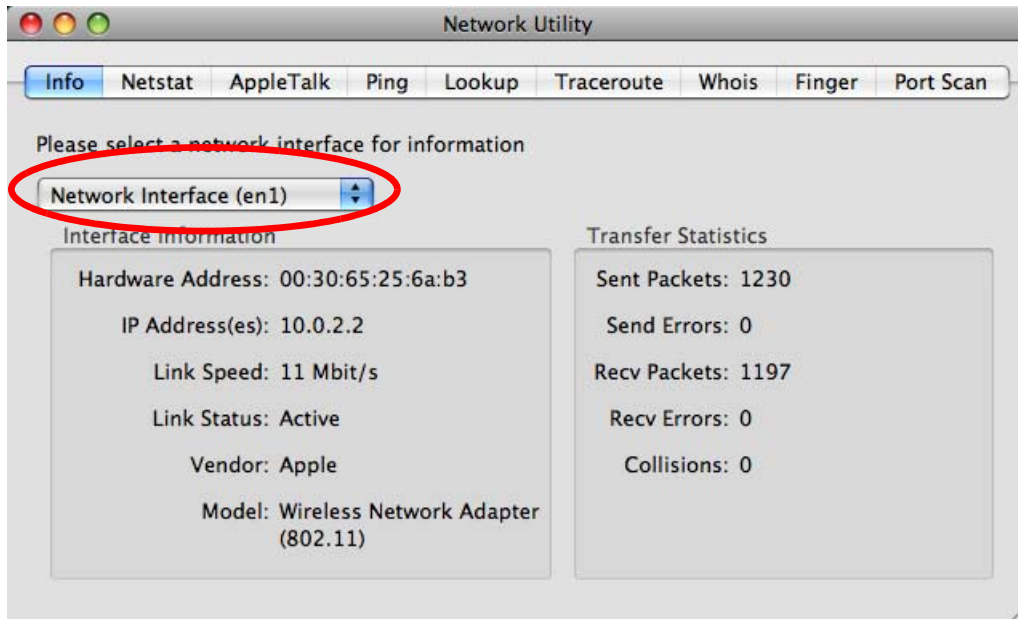 Network Utility
Info Netstat AppleTalk Ping Lookup Traceroute Whois Finger Port Scan
Please select a network interface for information
Network Interface (en1)
Interface Information
Hardware Address: 00:30:65:25:6a:b3
IP Address(es): 10.0.2.2
Link Speed: 11 Mbit/s
Link Status: Active
Vendor: Apple
Model: Wireless Network Adapter
(802.11)
Transfer Statistics
Sent Packets: 1230
Send Errors: 0
Recv Packets: 1197
Recv Errors: 0
Collisions: 0